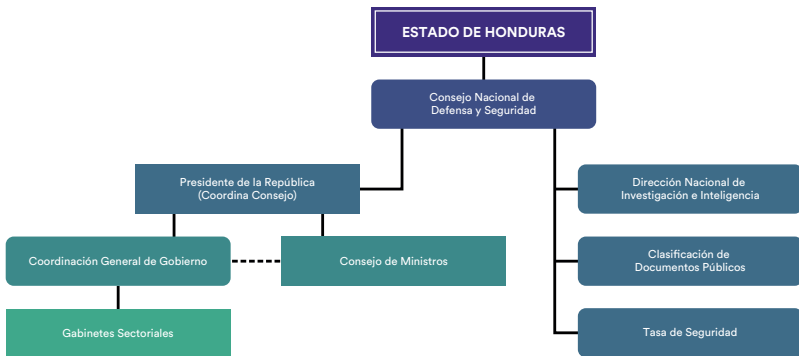 ESTADO DE HONDURAS
Consejo Nacional de
Defensa y Seguridad
Presidente de la República
(Coordina Consejo)
Dirección Nacional de
Investigación e Inteligencia
Coordinación General de Gobierno
Consejo de Ministros
Clasificación de
Documentos Públicos
Gabinetes Sectoriales
Tasa de Seguridad